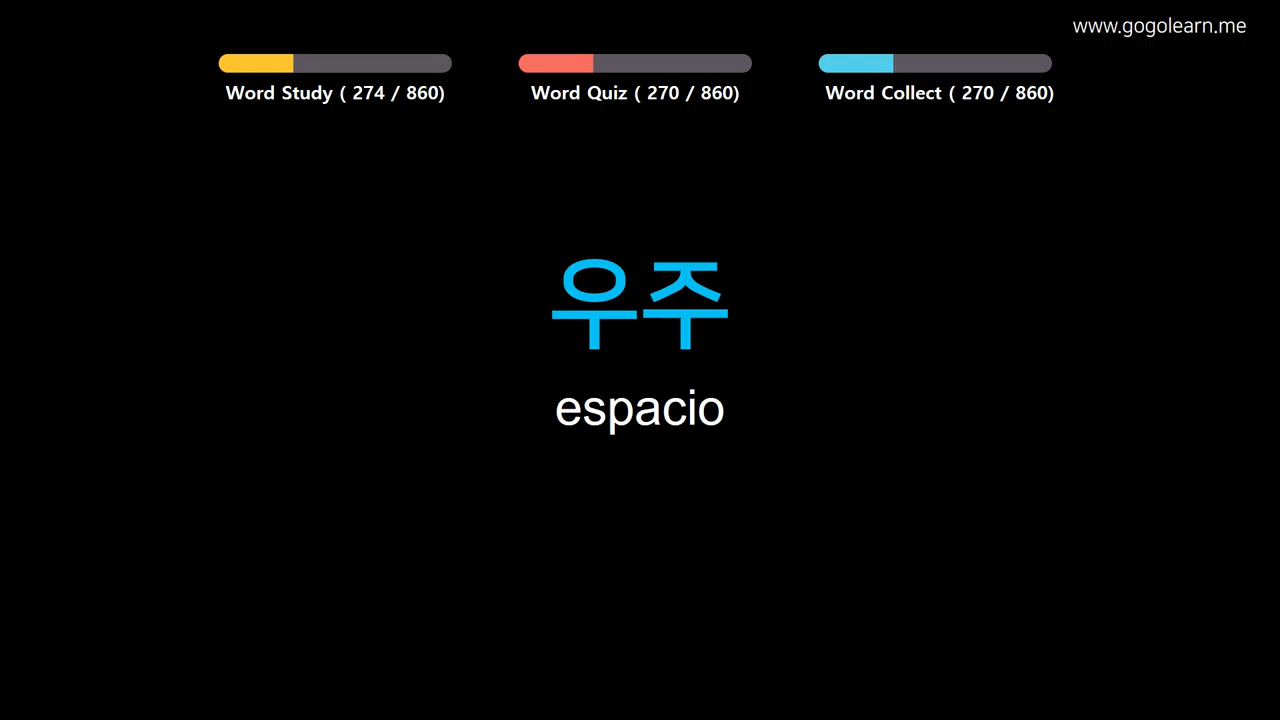 www.gogolearn.me
Word Study ( 274 / 860)
Word Quiz ( 270 / 860)
Word Collect ( 270 / 860)
우주
espacio